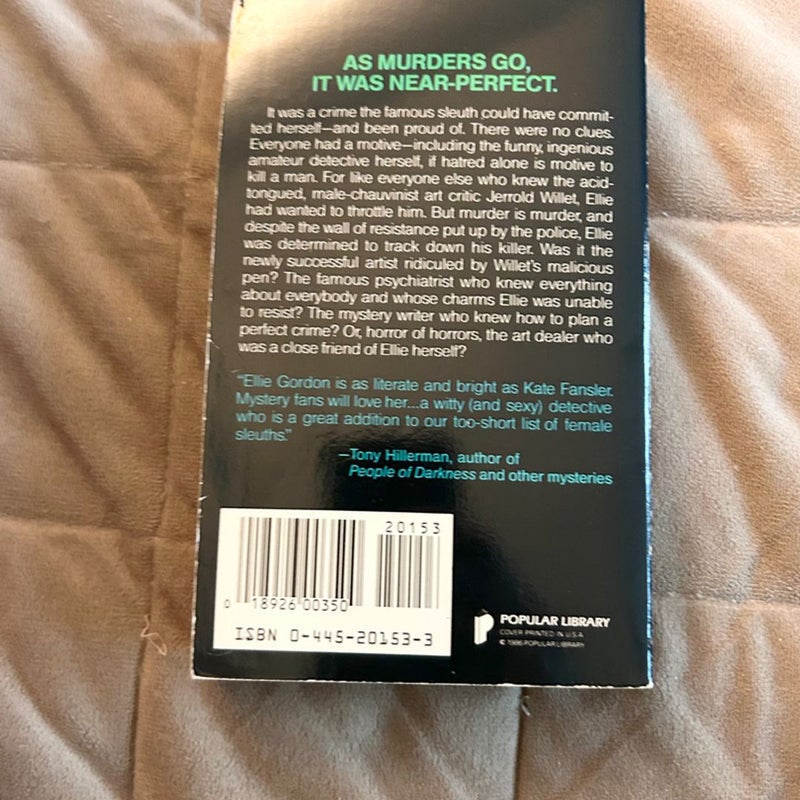 AS MURDERS GO,
IT WAS NEAR-PERFECT.
It was a crime the famous sleuth could have commit-
ted herself—and been proud of. There were no clues.
Everyone had a motive—including the funny, ingenious
amateur detective herself, if hatred alone is motive to
kill a man. For like everyone else who knew the acid-
tongued, male-chauvinist art critic Jerrold Willet, Ellie
had wanted to throttle him. But murder is murder, and
despite the wall of resistance put up by the police, Ellie
was determined to track down his killer. Was it the
newly successful artist ridiculed by Willet's malicious
pen? The famous psychiatrist who knew everything
about everybody and whose charms Ellie was unable
to resist? The mystery writer who knew how to plan a
perfect crime? Or, horror of horrors, the art dealer who
was a close friend of Ellie herself?
"Ellie Gordon is as literate and bright as Kate Fansler.
Mystery fans will love her...a witty (and sexy) detective
who is a great addition to our too-short list of female
sleuths."
—Tony Hillerman, author of
People of Darkness and other mysteries
20153
0 18926 00350
ISBN 0-445-20153-3
POPULAR LIBRARY
COVER PRINTED IN U.S.A.
© 1986 POPULAR LIBRARY